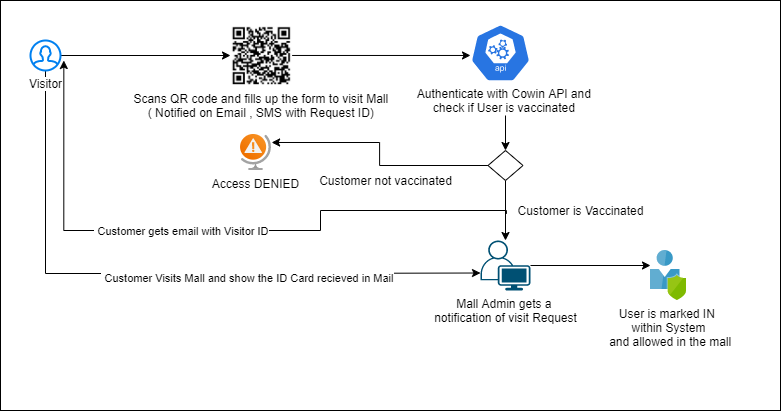 api
Visitor
Scans QR code and fills up the form to visit Mall
( Notified on Email , SMS with Request ID)
Authenticate with Cowin API and
check if User is vaccinated
Access DENIED
Customer not vaccinated
Customer is Vaccinated
Customer gets email with Visitor ID
Customer Visits Mall and show the ID Card recieved in Mail
Mall Admin gets a
notification of visit Request
User is marked IN
within System
and allowed in the mall